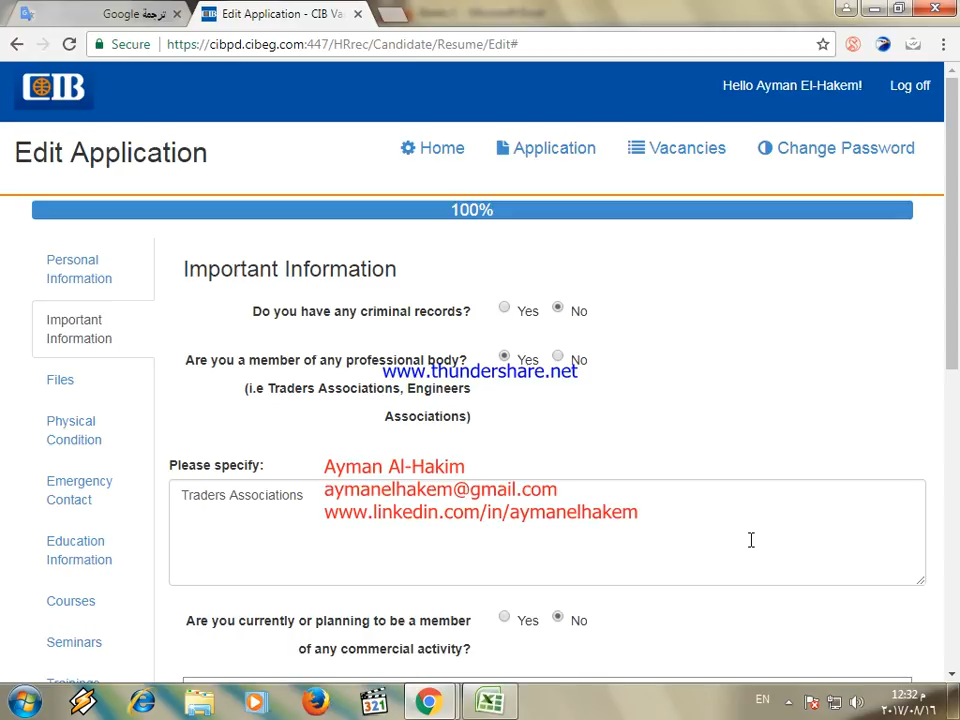 Google ترجمة
Edit Application - CIB Va
Secure
https://cibpd.cibeg.com:447/HRrec/Candidate/Resume/Edit#
CIB
Hello Ayman El-Hakem!
Log off
Edit Application
Home
Application
Vacancies
Change Password
100%
Personal
Information
Important
Information
Files
Physical
Condition
Emergency
Contact
Education
Information
Courses
Seminars
Important Information
Do you have any criminal records?
Yes
No
Are you a member of any professional body?
Yes
No
www.thundershare.net
(i.e Traders Associations, Engineers
Associations)
Please specify:
Ayman Al-Hakim
Traders Associations
aymanelhakem@gmail.com
www.linkedin.com/in/aymanelhakem
Are you currently or planning to be a member
of any commercial activity?
Yes
No
321
EN
12:32 م
٢٠١٧/٠٨/١٦